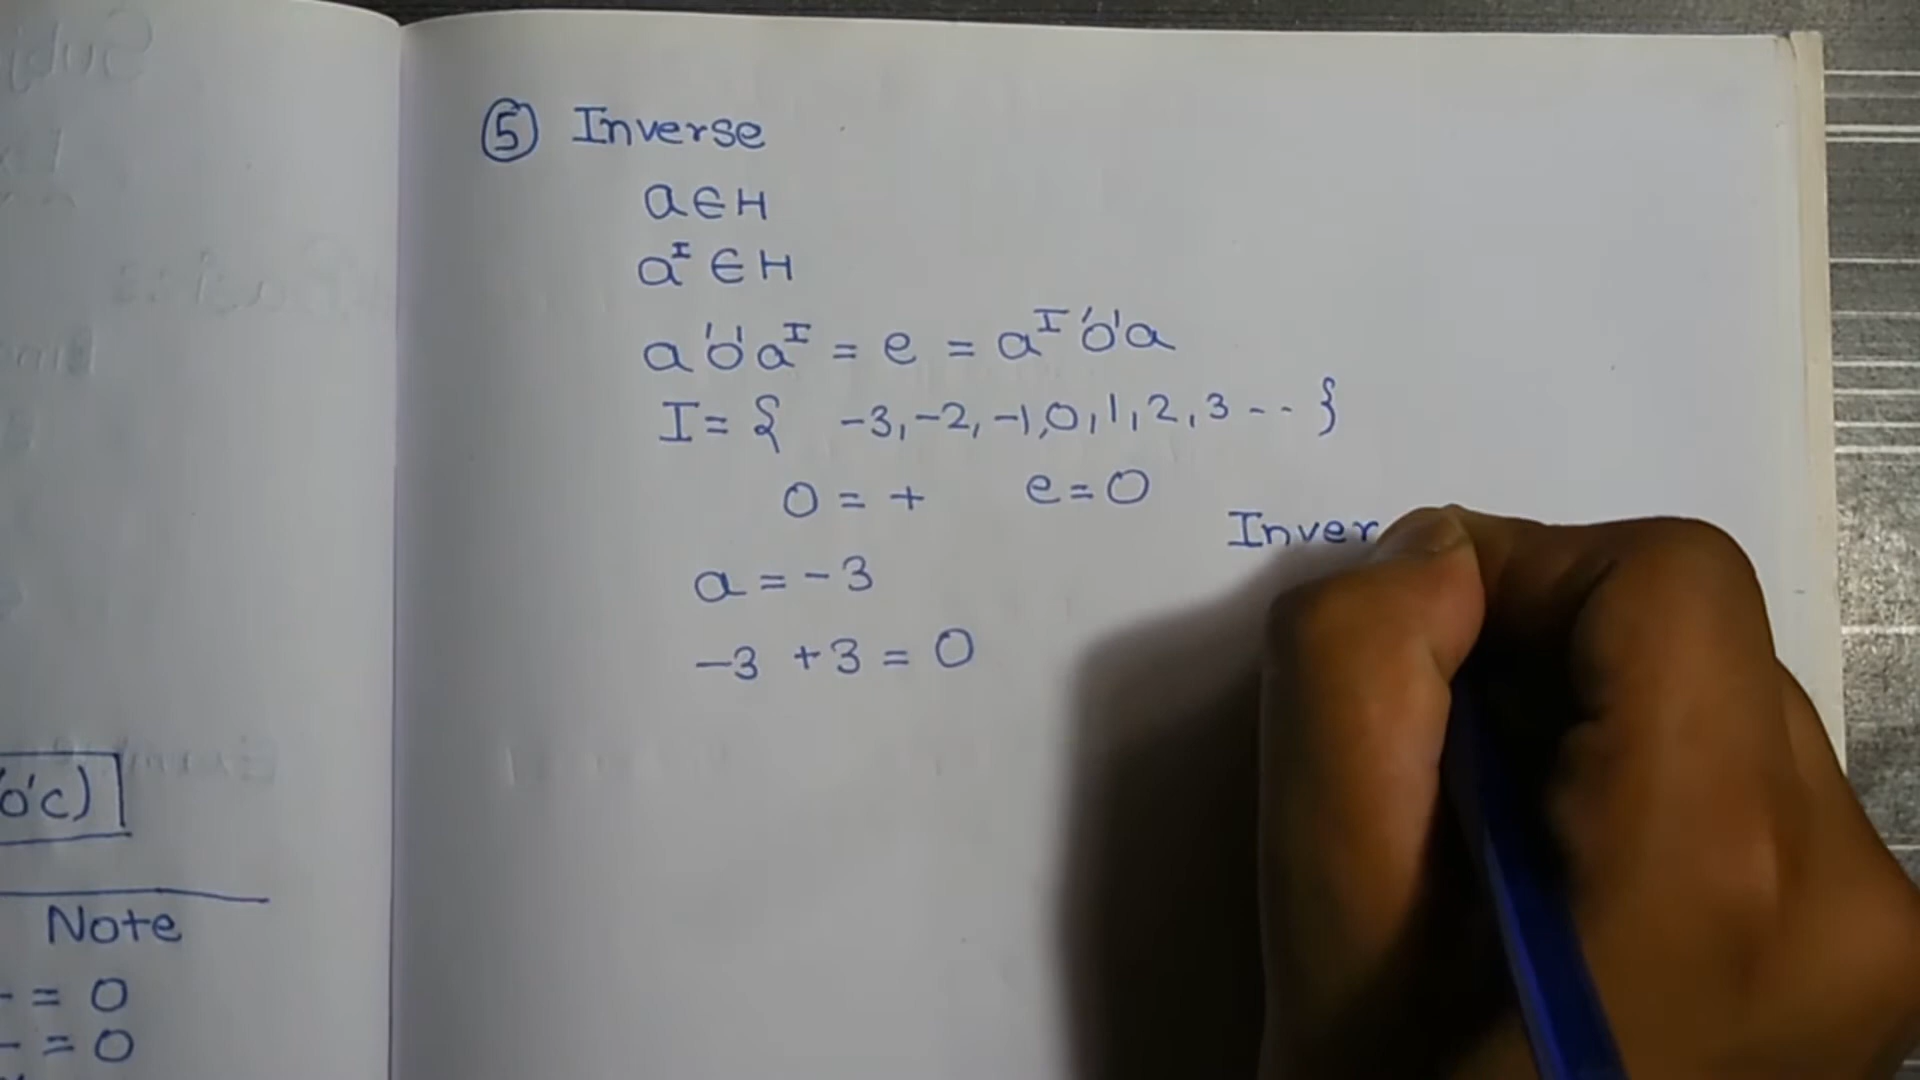 ⑤ Inverse
a ∈ H
aᴵ ∈ H
a 'o' aᴵ = e = aᴵ 'o' a
I = { -3, -2, -1, 0, 1, 2, 3 -- }
0 = + e = 0
Inver
a = -3
-3 +3 = 0
o'c)
Note
- = 0
- = 0